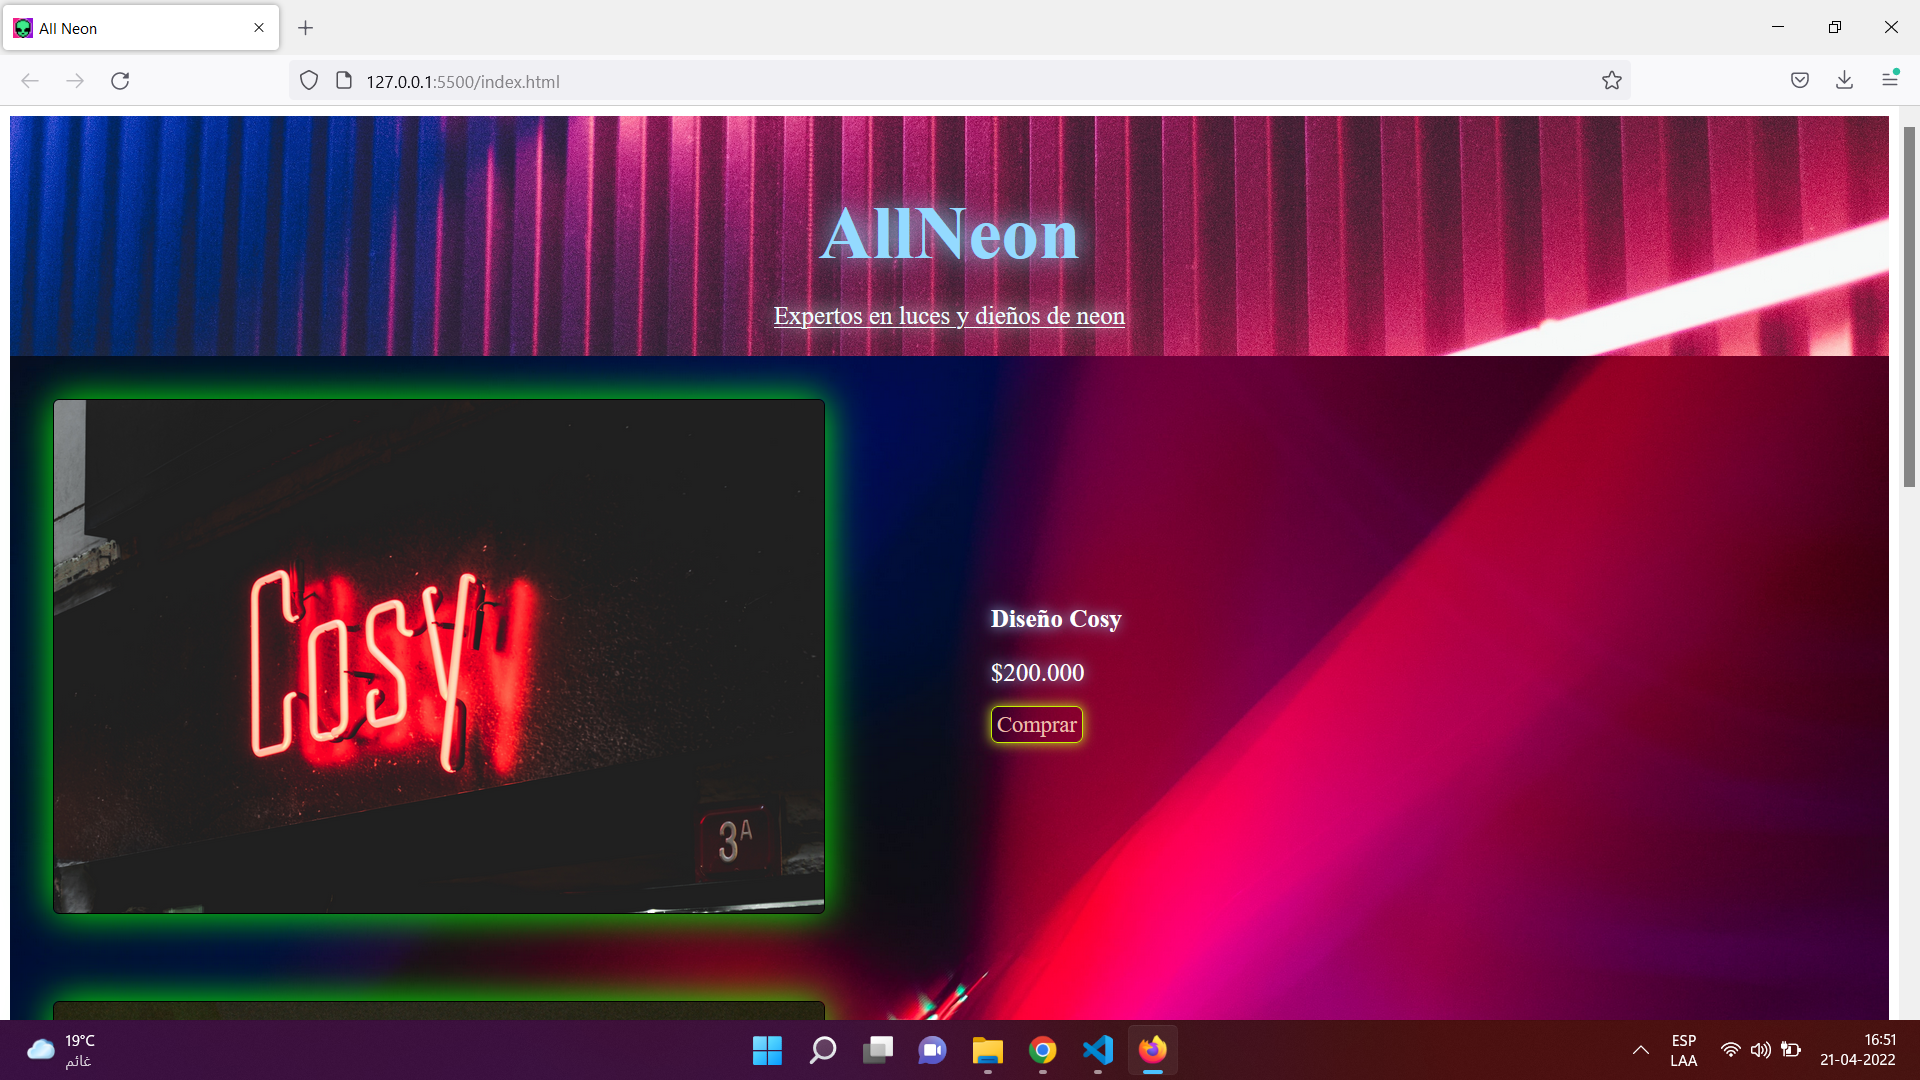 All Neon
127.0.0.1:5500/index.html
AllNeon
Expertos en luces y dieños de neon
Cosy
3A
Diseño Cosy
$200.000
Comprar
19°C
غائم
ESP
LAA
16:51
21-04-2022